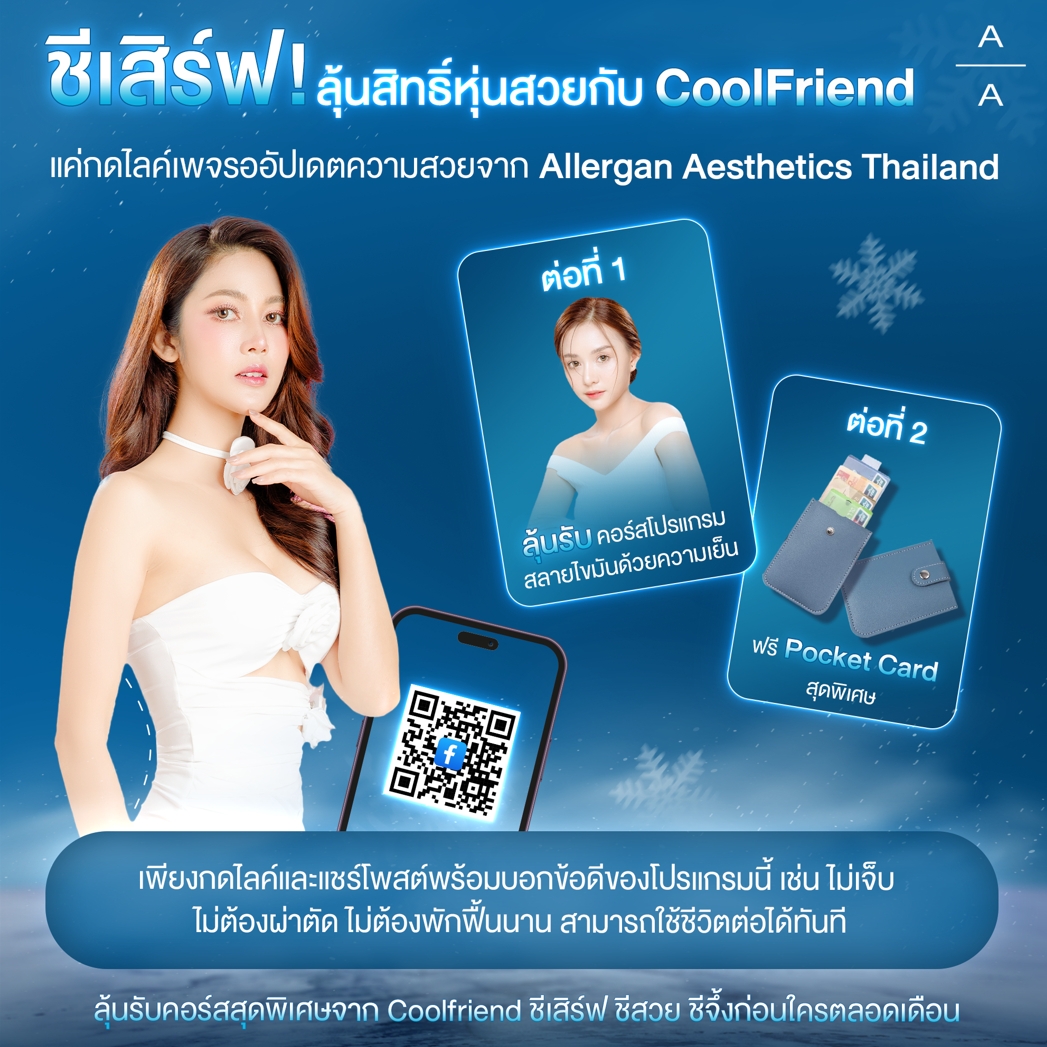 ชีเสิร์ฟ! ลุ้นสิทธิ์หุ่นสวยกับ CoolFriend
A
A
แค่กดไลค์เพจรออัปเดตความสวยจาก Allergan Aesthetics Thailand
ต่อที่ 1
ลุ้นรับ คอร์สโปรแกรม
สลายไขมันด้วยความเย็น
ต่อที่ 2
ฟรี Pocket Card
สุดพิเศษ
เพียงกดไลค์และแชร์โพสต์พร้อมบอกข้อดีของโปรแกรมนี้ เช่น ไม่เจ็บ
ไม่ต้องผ่าตัด ไม่ต้องพักฟื้นนาน สามารถใช้ชีวิตต่อได้ทันที
ลุ้นรับคอร์สสุดพิเศษจาก Coolfriend ชีเสิร์ฟ ชีสวย ชีจึ้งก่อนใครตลอดเดือน